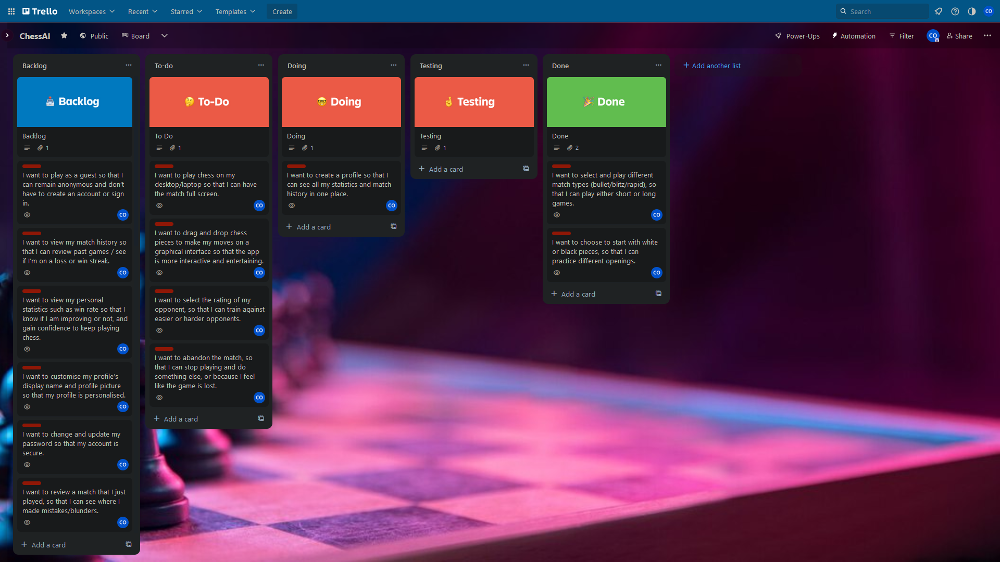 Trello Workspaces Recent Starred Templates Create Search CO
ChessAI Public Board Power-Ups Automation Filter CO Share
Backlog
Backlog
Backlog
1
I want to play as a guest so that I
can remain anonymous and don't
have to create an account or sign
in.
CO
I want to view my match history so
that I can review past games / see
if I'm on a loss or win streak.
CO
I want to view my personal
statistics such as win rate so that I
know if I am improving or not, and
gain confidence to keep playing
chess.
CO
I want to customise my profile's
display name and profile picture
so that my profile is personalised.
CO
I want to change and update my
password so that my account is
secure.
CO
I want to review a match that I just
played, so that I can see where I
made mistakes/blunders.
CO
Add a card
To-do
To-Do
To Do
1
I want to play chess on my
desktop/laptop so that I can have
the match full screen.
CO
I want to drag and drop chess
pieces to make my moves on a
graphical interface so that the app
is more interactive and entertaining.
CO
I want to select the rating of my
opponent, so that I can train against
easier or harder opponents.
CO
I want to abandon the match, so
that I can stop playing and do
something else, or because I feel
like the game is lost.
CO
Add a card
Doing
Doing
Doing
1
I want to create a profile so that I
can see all my statistics and match
history in one place.
CO
Add a card
Testing
Testing
Testing
1
Add a card
Done
Done
Done
2
I want to select and play different
match types (bullet/blitz/rapid), so
that I can play either short or long
games.
CO
I want to choose to start with white
or black pieces, so that I can
practice different openings.
CO
Add a card
Add another list